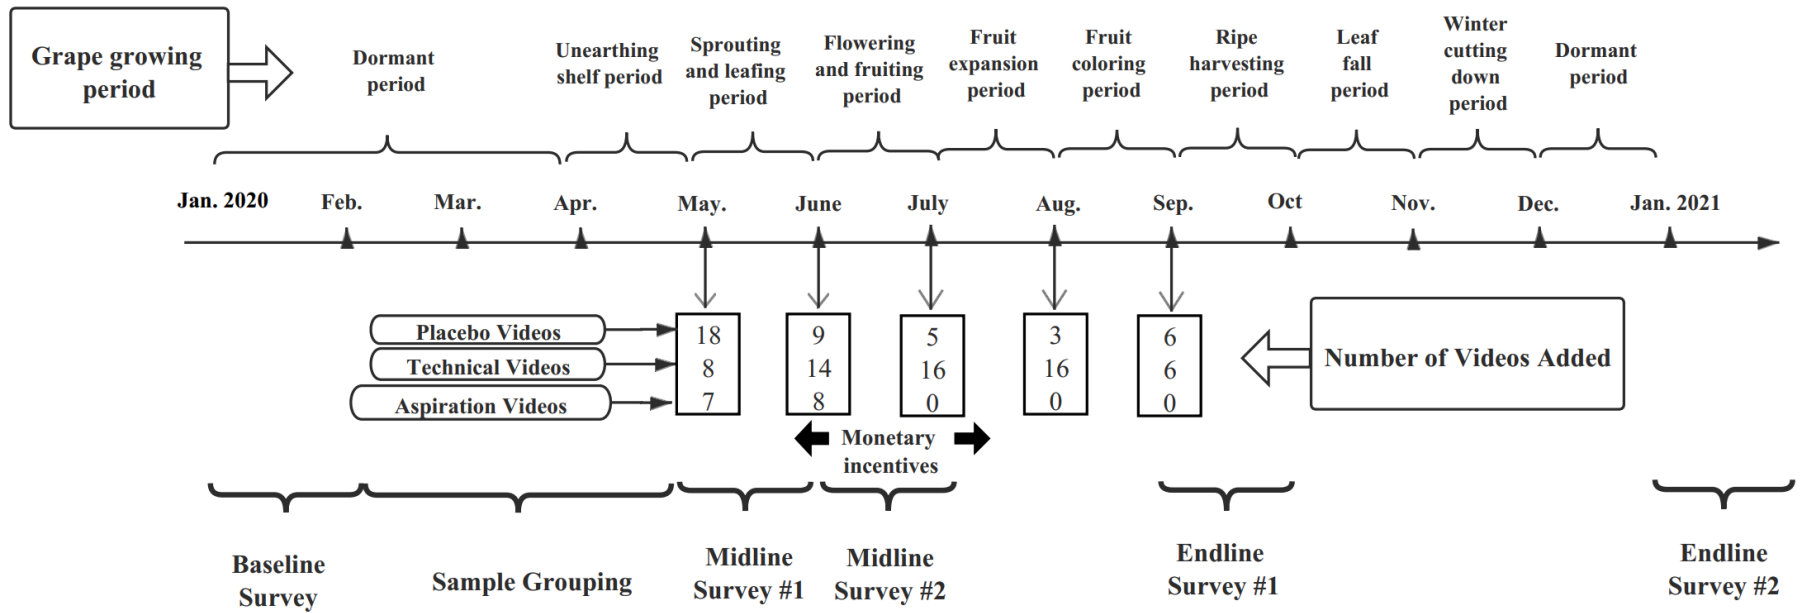 Grape growing
period
Dormant
period
Unearthing
shelf period
Sprouting
and leafing
period
Flowering
and fruiting
period
Fruit
expansion
period
Fruit
coloring
period
Ripe
harvesting
period
Leaf
fall
period
Winter
cutting
down
period
Dormant
period
Jan. 2020 Feb. Mar. Apr. May. June July Aug. Sep. Oct Nov. Dec. Jan. 2021
Placebo Videos 18 9 5 3 6
Technical Videos 8 14 16 16 6
Aspiration Videos 7 8 0 0 0
Number of Videos Added
Monetary
incentives
Baseline
Survey
Sample Grouping
Midline
Survey #1
Midline
Survey #2
Endline
Survey #1
Endline
Survey #2